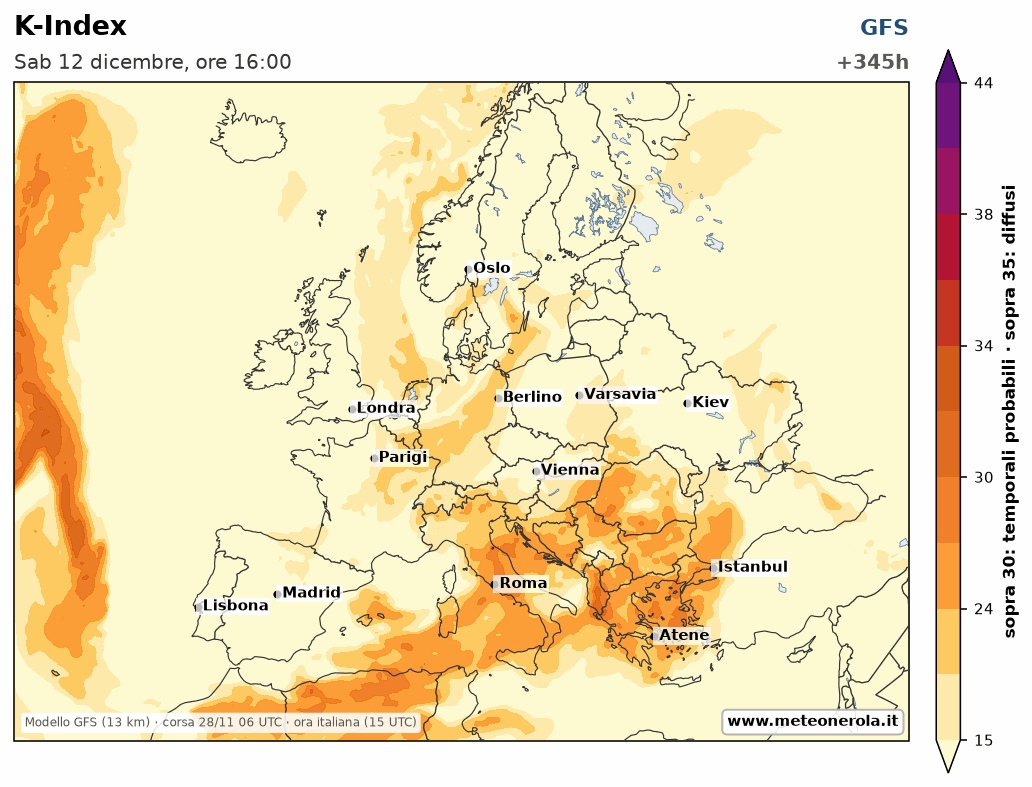 K-Index
GFS
Sab 12 dicembre, ore 16:00
+345h
44
38
34
30
24
15
sopra 30: temporali probabili · sopra 35: diffusi
Oslo
Berlino
Varsavia
Kiev
Londra
Parigi
Vienna
Istanbul
Roma
Madrid
Lisbona
Atene
Modello GFS (13 km) · corsa 28/11 06 UTC · ora italiana (15 UTC)
www.meteonerola.it